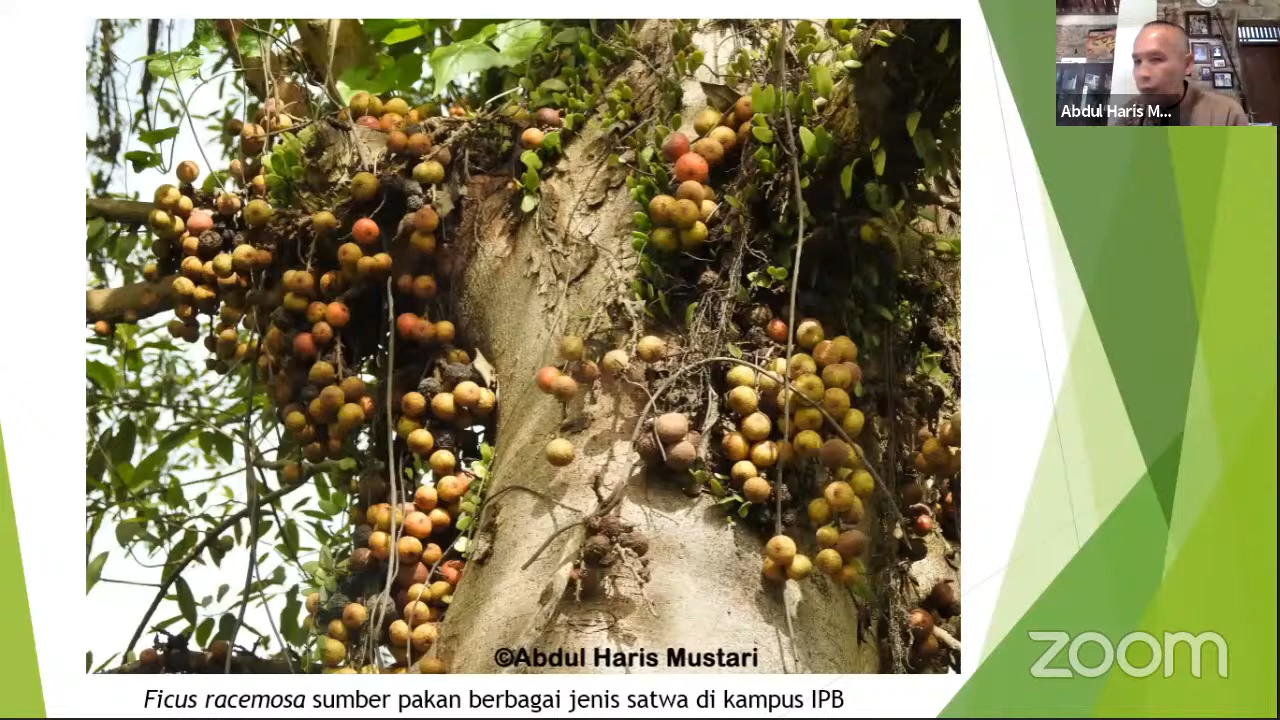 Abdul Haris M...
©Abdul Haris Mustari
zoom
Ficus racemosa sumber pakan berbagai jenis satwa di kampus IPB